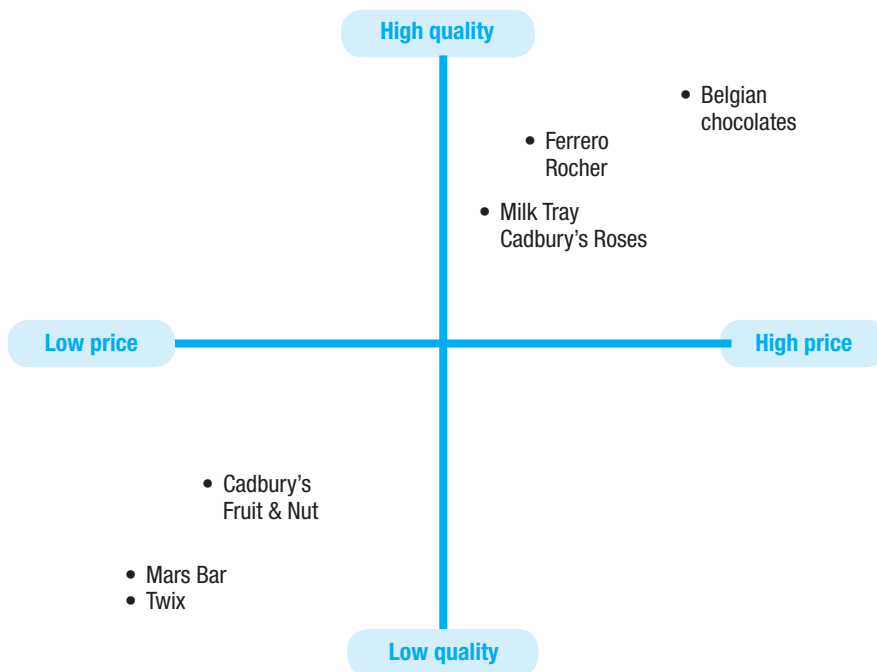 High quality
• Belgian
chocolates
• Ferrero
Rocher
• Milk Tray
Cadbury’s Roses
Low price
High price
• Cadbury’s
Fruit & Nut
• Mars Bar
• Twix
Low quality